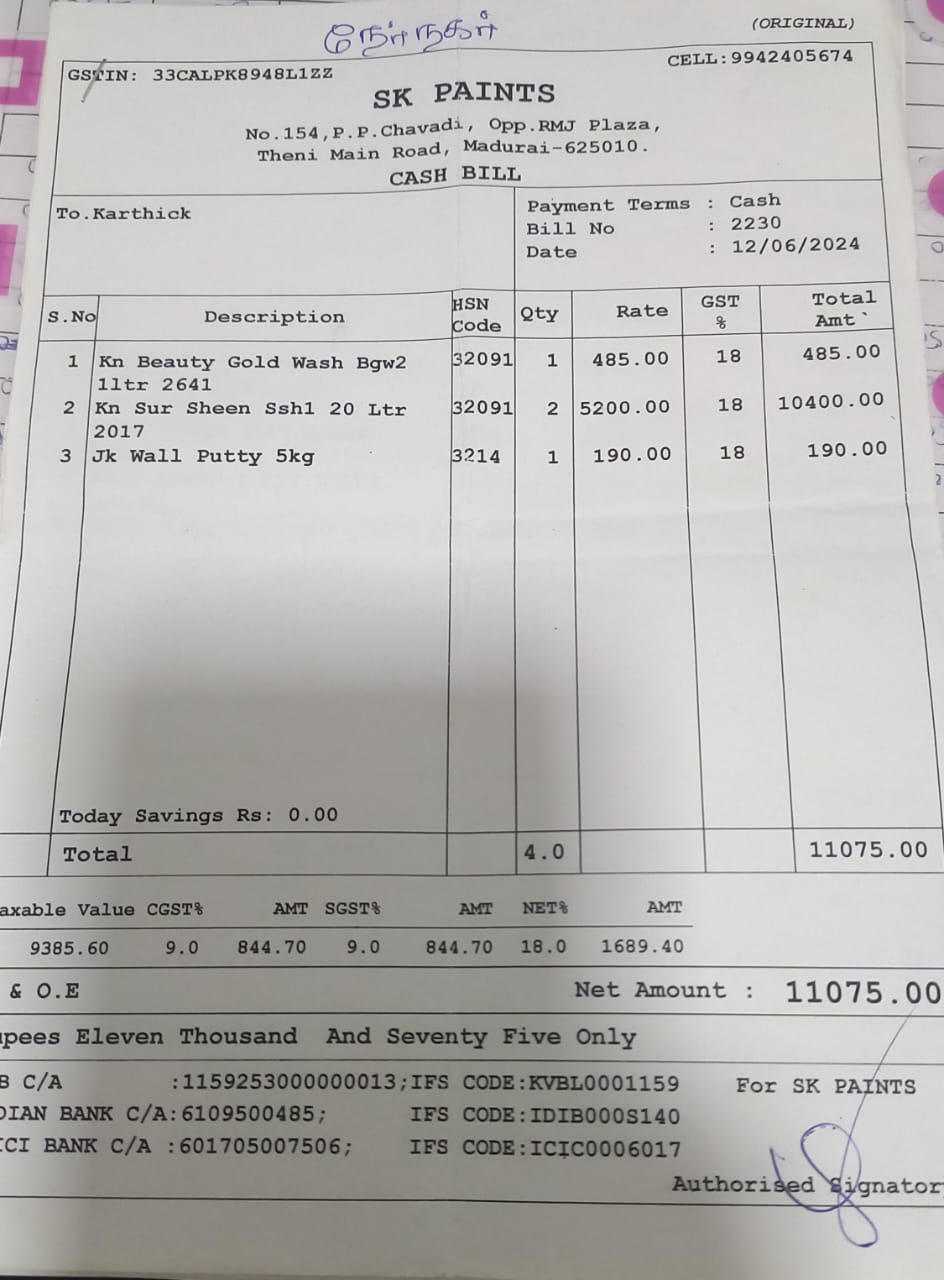 நேரு நகர்
(ORIGINAL)
GSTIN: 33CALPK8948L1ZZ CELL:9942405674
SK PAINTS
No.154,P.P.Chavadi, Opp.RMJ Plaza,
Theni Main Road, Madurai-625010.
CASH BILL
To.Karthick
Payment Terms : Cash
Bill No : 2230
Date : 12/06/2024
S.No Description HSN Code Qty Rate GST % Total Amt
1 Kn Beauty Gold Wash Bgw2 32091 1 485.00 18 485.00
1ltr 2641
2 Kn Sur Sheen Ssh1 20 Ltr 32091 2 5200.00 18 10400.00
2017
3 Jk Wall Putty 5kg 3214 1 190.00 18 190.00
Today Savings Rs: 0.00
Total 4.0 11075.00
axable Value CGST% AMT SGST% AMT NET% AMT
9385.60 9.0 844.70 9.0 844.70 18.0 1689.40
& O.E Net Amount : 11075.00
pees Eleven Thousand And Seventy Five Only
B C/A :1159253000000013;IFS CODE:KVBL0001159 For SK PAINTS
DIAN BANK C/A:6109500485; IFS CODE:IDIB000S140
CI BANK C/A :601705007506; IFS CODE:ICIC0006017
Authorised Signator